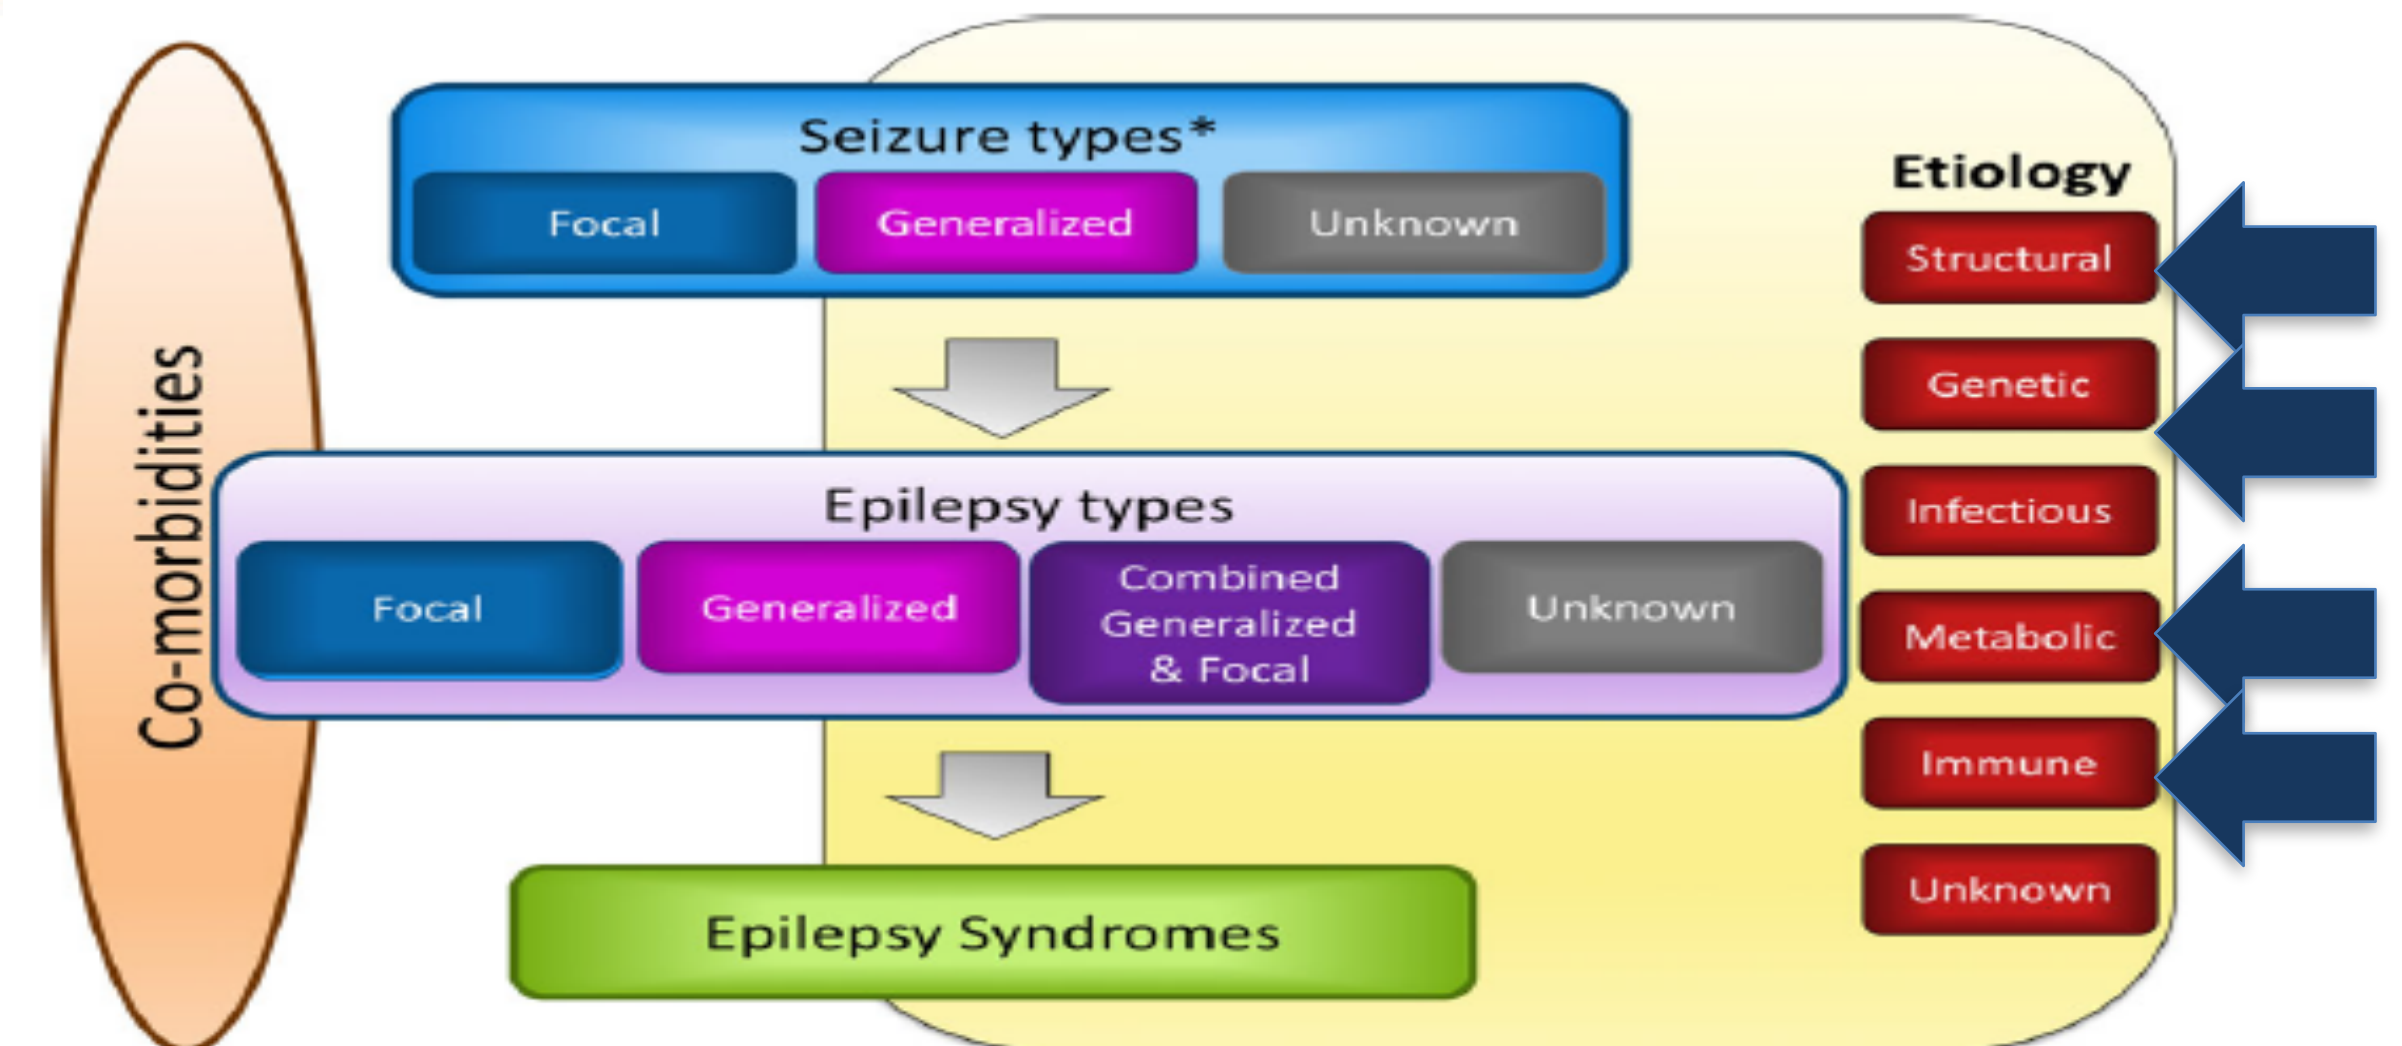 Co-morbidities
Seizure types*
Focal
Generalized
Unknown
Epilepsy types
Focal
Generalized
Combined
Generalized
& Focal
Unknown
Epilepsy Syndromes
Etiology
Structural
Genetic
Infectious
Metabolic
Immune
Unknown